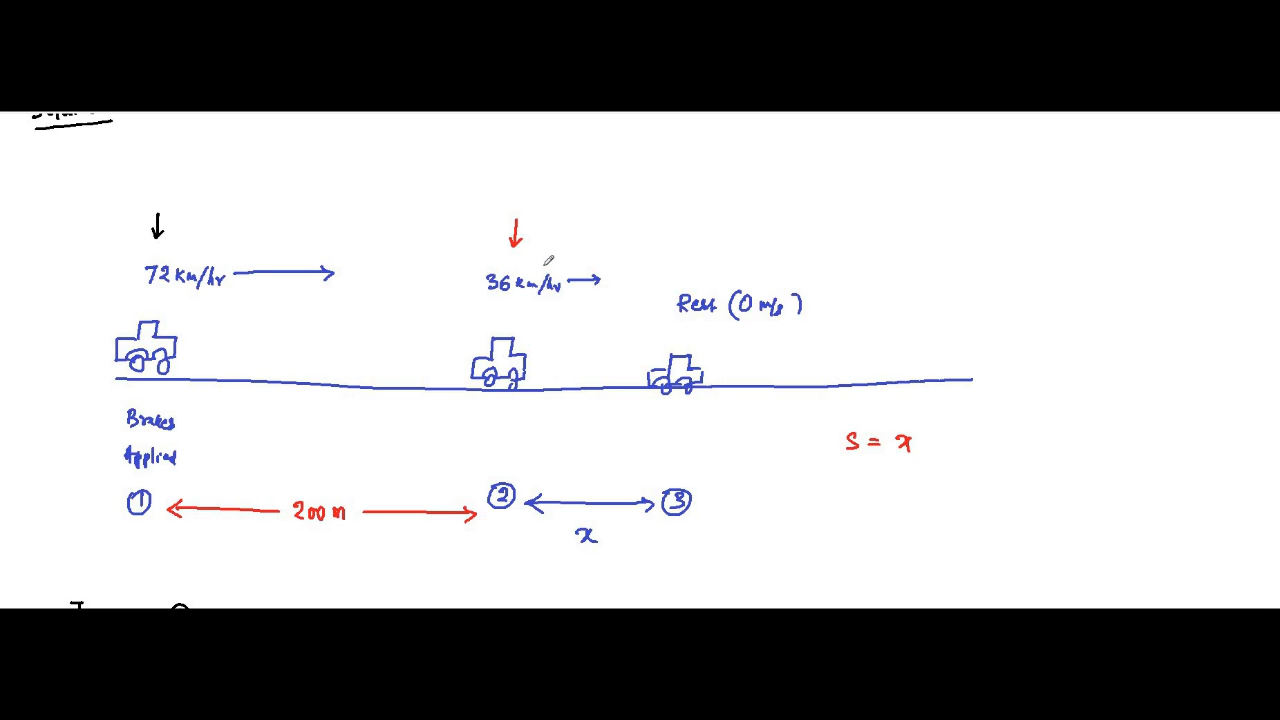 72 Km/hr
36 Km/hr
Rest (0 m/s)
Brakes
Applied
S = x
① 200 m ② ③
x